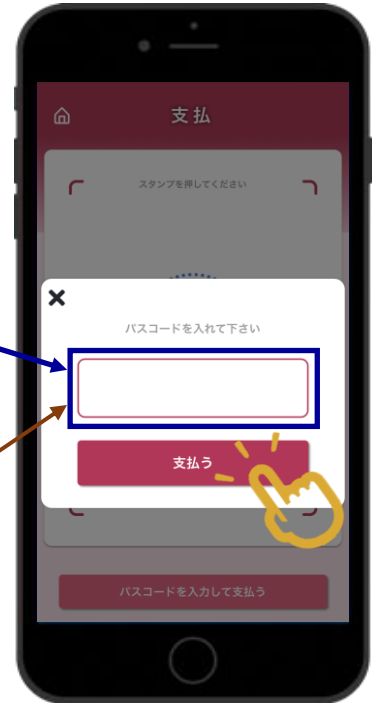 支払
スタンプを押してください
パスコードを入れて下さい
支払う
パスコードを入力して支払う